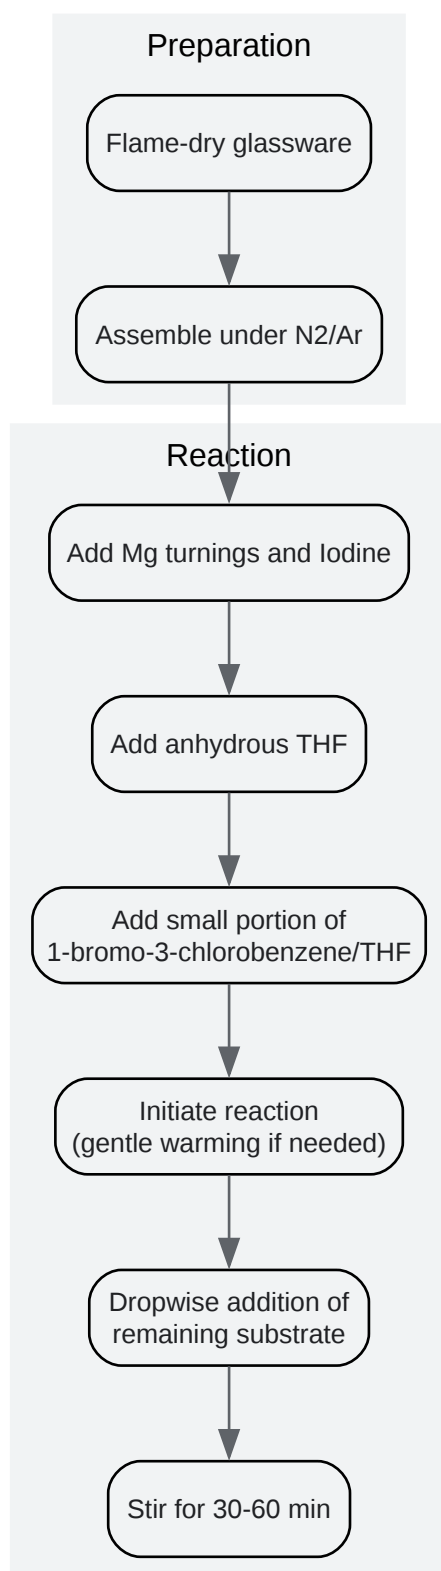 Preparation
Flame-dry glassware
Assemble under N2/Ar
Reaction
Add Mg turnings and Iodine
Add anhydrous THF
Add small portion of
1-bromo-3-chlorobenzene/THF
Initiate reaction
(gentle warming if needed)
Dropwise addition of
remaining substrate
Stir for 30-60 min